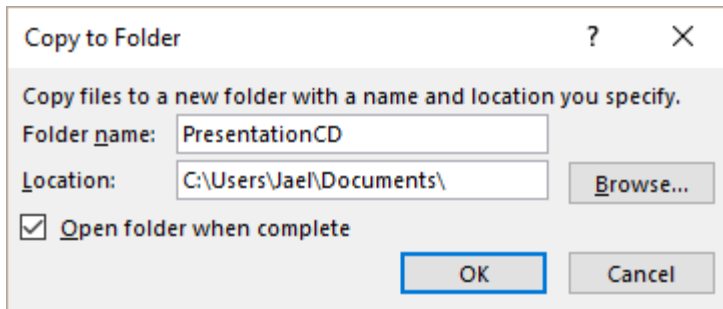 Copy to Folder ?
Copy files to a new folder with a name and location you specify.
Folder name: PresentationCD
Location: C:\Users\Jael\Documents\ Browse...
Open folder when complete
OK Cancel